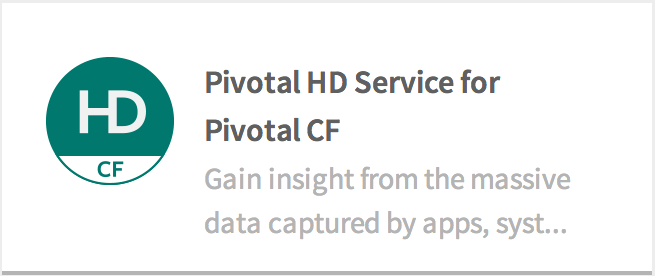 HD
CF
Pivotal HD Service for
Pivotal CF
Gain insight from the massive
data captured by apps, syst...